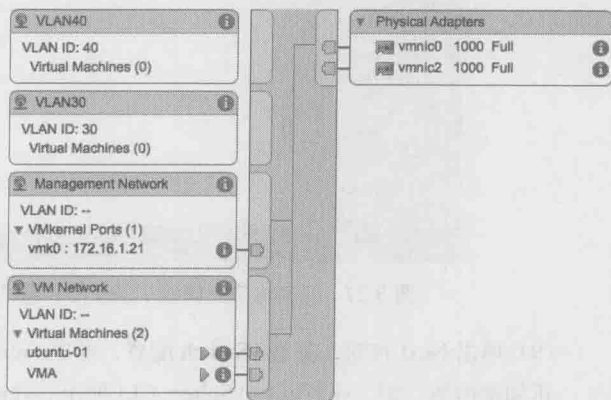 VLAN40
VLAN ID: 40
Virtual Machines (0)
VLAN30
VLAN ID: 30
Virtual Machines (0)
Management Network
VLAN ID: --
VMkernel Ports (1)
vmk0 : 172.16.1.21
VM Network
VLAN ID: --
Virtual Machines (2)
ubuntu-01
VMA
Physical Adapters
vmnic0 1000 Full
vmnic2 1000 Full